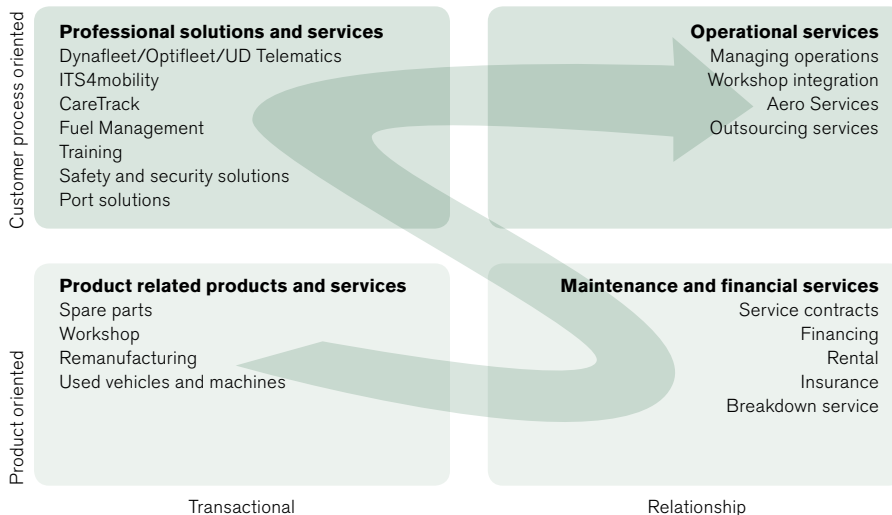 Customer process oriented
Professional solutions and services
Dynafleet/Optifleet/UD Telematics
ITS4mobility
CareTrack
Fuel Management
Training
Safety and security solutions
Port solutions
Operational services
Managing operations
Workshop integration
Aero Services
Outsourcing services
Product oriented
Product related products and services
Spare parts
Workshop
Remanufacturing
Used vehicles and machines
Maintenance and financial services
Service contracts
Financing
Rental
Insurance
Breakdown service
Transactional
Relationship